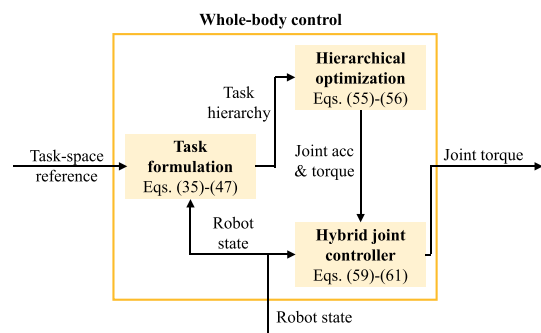 Whole-body control
Hierarchical
optimization
Eqs. (55)-(56)
Task
hierarchy
Task
formulation
Eqs. (35)-(47)
Task-space
reference
Joint acc
& torque
Joint torque
Robot
state
Hybrid joint
controller
Eqs. (59)-(61)
Robot state